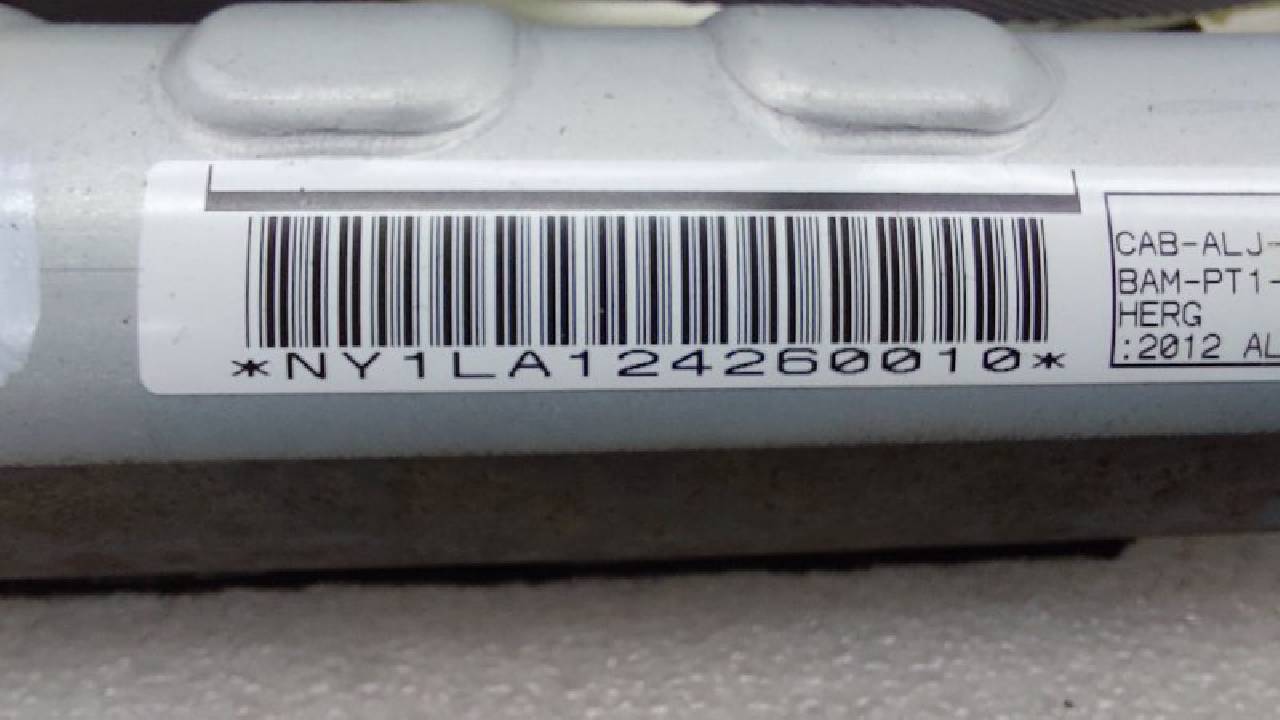 *NY1LA124260010*
CAB-ALJ-
BAM-PT1-
HERG
:2012 AL